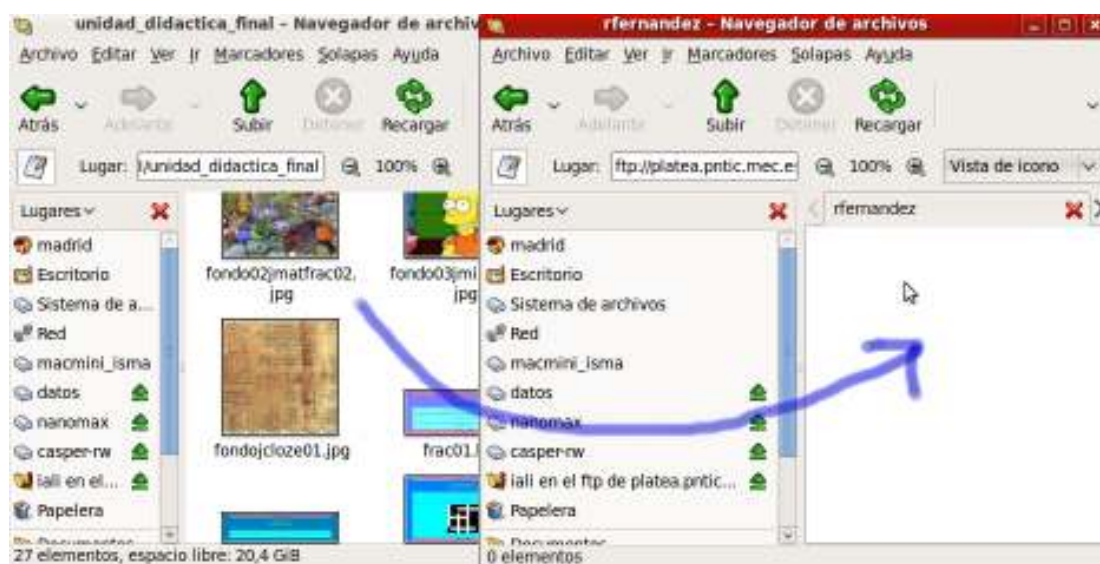 unidad_didactica_final - Navegador de archiv
Archivo Editar Ver Ir Marcadores Solapas Ayuda
Atrás Adelante Subir Detener Recargar
Lugar: l/unidad_didactica_final 100%
Lugares
madrid
Escritorio
Sistema de a...
Red
macmini_isma
datos
nanomax
casper-rw
iali en el...
Papelera
Documentos
fondo02jmatfrac02.
jpg
fondo03jmi
jpg
fondojcloze01.jpg
frac01.
27 elementos, espacio libre: 20,4 GiB
rfernandez - Navegador de archivos
Archivo Editar Ver Ir Marcadores Solapas Ayuda
Atrás Adelante Subir Detener Recargar
Lugar: ftp://platea.pntic.mec.e 100% Vista de icono
Lugares
madrid
Escritorio
Sistema de archivos
Red
macmini_isma
datos
nanomax
casper-rw
iali en el ftp de platea.pntic...
Papelera
Documentos
rfernandez
0 elementos